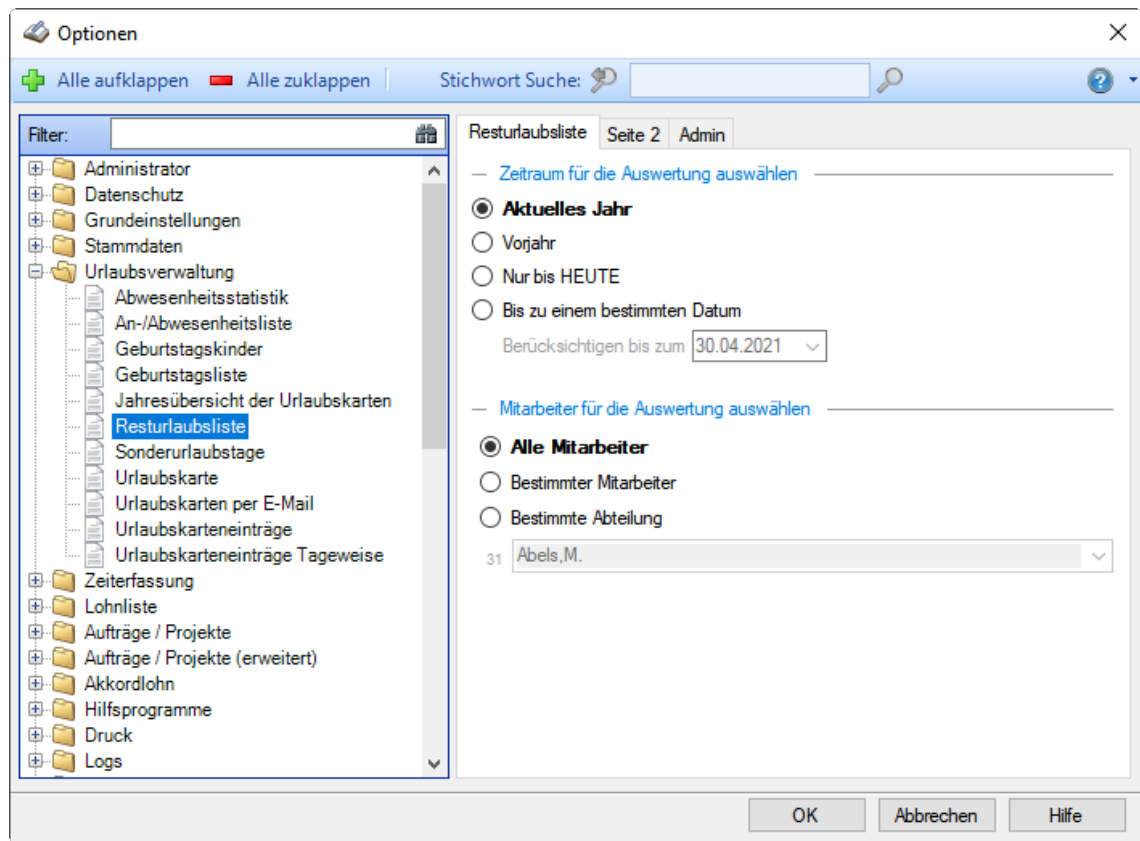 Optionen
Alle aufklappen Alle zuklappen Stichwort Suche:
Filter:
Administrator
Datenschutz
Grundeinstellungen
Stammdaten
Urlaubsverwaltung
Abwesenheitsstatistik
An-/Abwesenheitsliste
Geburtstagskinder
Geburtstagsliste
Jahresübersicht der Urlaubskarten
Resturlaubsliste
Sonderurlaubstage
Urlaubskarte
Urlaubskarten per E-Mail
Urlaubskarteneinträge
Urlaubskarteneinträge Tageweise
Zeiterfassung
Lohnliste
Aufträge / Projekte
Aufträge / Projekte (erweitert)
Akkordlohn
Hilfsprogramme
Druck
Logs
Resturlaubsliste Seite 2 Admin
Zeitraum für die Auswertung auswählen
Aktuelles Jahr
Vorjahr
Nur bis HEUTE
Bis zu einem bestimmten Datum
Berücksichtigen bis zum 30.04.2021
Mitarbeiter für die Auswertung auswählen
Alle Mitarbeiter
Bestimmter Mitarbeiter
Bestimmte Abteilung
31 Abels,M.
OK Abbrechen Hilfe